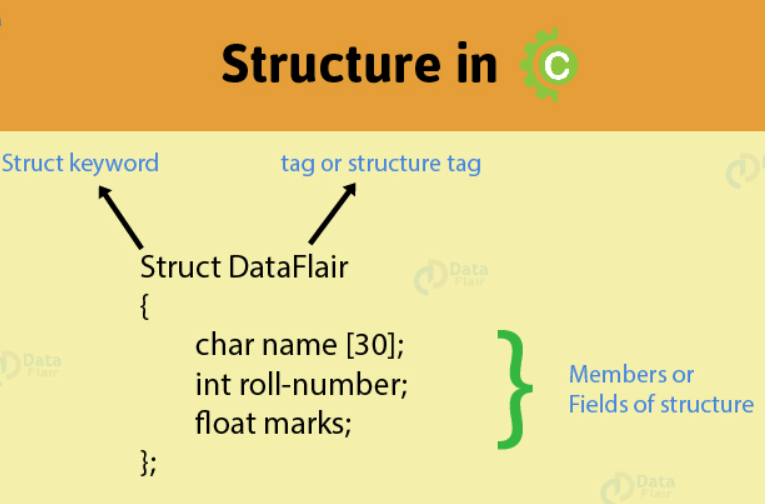 Structure in C
Struct keyword
tag or structure tag
Struct DataFlair
{
char name [30];
int roll-number;
float marks;
};
Members or
Fields of structure
Data
Flair
Data
Flair
Data
Flair